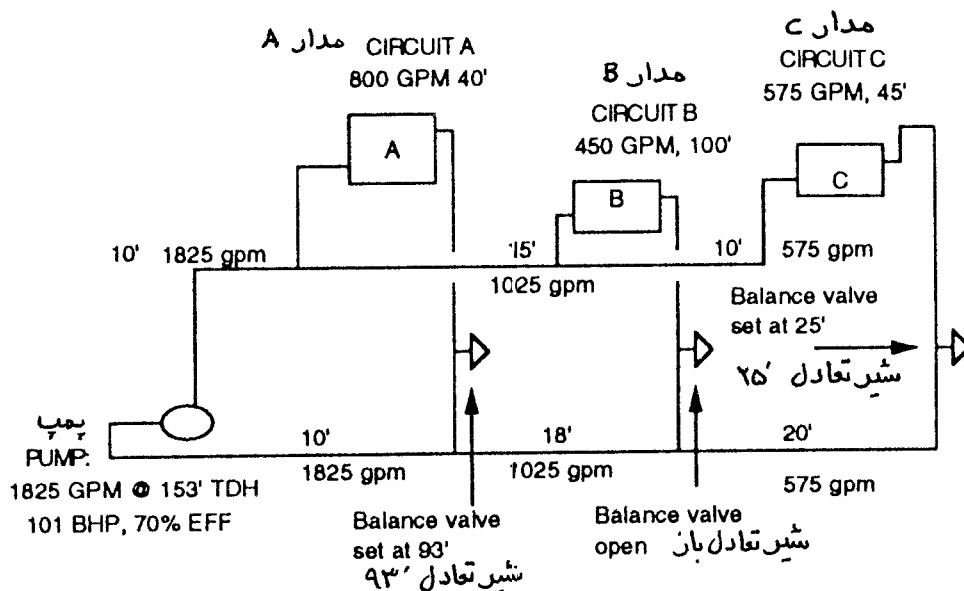 مدار A
CIRCUIT A
800 GPM 40'
A
مدار B
CIRCUIT B
450 GPM, 100'
B
مدار C
CIRCUIT C
575 GPM, 45'
C
10'
1825 gpm
15'
1025 gpm
10'
575 gpm
Balance valve
set at 25'
شیر تعادل ۲۵'
پمپ
PUMP:
1825 GPM @ 153' TDH
101 BHP, 70% EFF
10'
1825 gpm
18'
1025 gpm
20'
575 gpm
Balance valve
set at 93'
شیر تعادل ۹۳'
Balance valve
open شیر تعادل باز